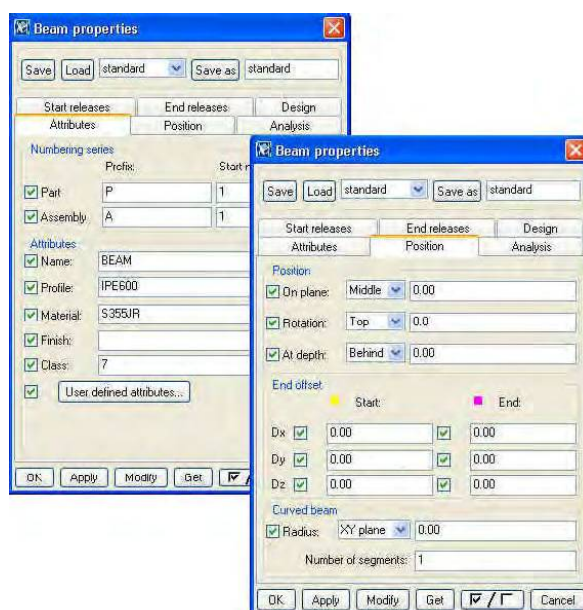 Beam properties
Save Load standard Save as standard
Start releases End releases Design
Attributes Position Analysis
Numbering series
Prefix: Start
Part P 1
Assembly A 1
Attributes
Name: BEAM
Profile: IPE600
Material: S355JR
Finish:
Class: 7
User defined attributes...
OK Apply Modify Get
Beam properties
Save Load standard Save as standard
Start releases End releases Design
Attributes Position Analysis
Position
On plane: Middle 0.00
Rotation: Top 0.0
At depth: Behind 0.00
End offset
Start: End:
Dx 0.00 0.00
Dy 0.00 0.00
Dz 0.00 0.00
Curved beam
Radius: XY plane 0.00
Number of segments: 1
OK Apply Modify Get / Cancel